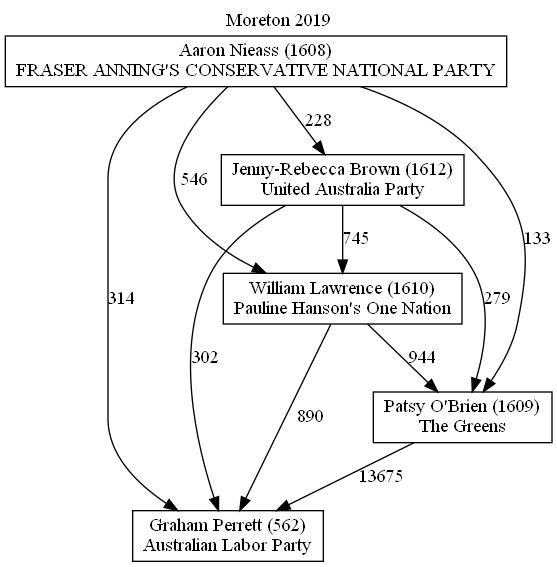 Moreton 2019
Aaron Nieass (1608)
FRASER ANNING'S CONSERVATIVE NATIONAL PARTY
228
Jenny-Rebecca Brown (1612)
United Australia Party
546
745
133
William Lawrence (1610)
Pauline Hanson's One Nation
314
279
302
944
Patsy O'Brien (1609)
The Greens
890
13675
Graham Perrett (562)
Australian Labor Party